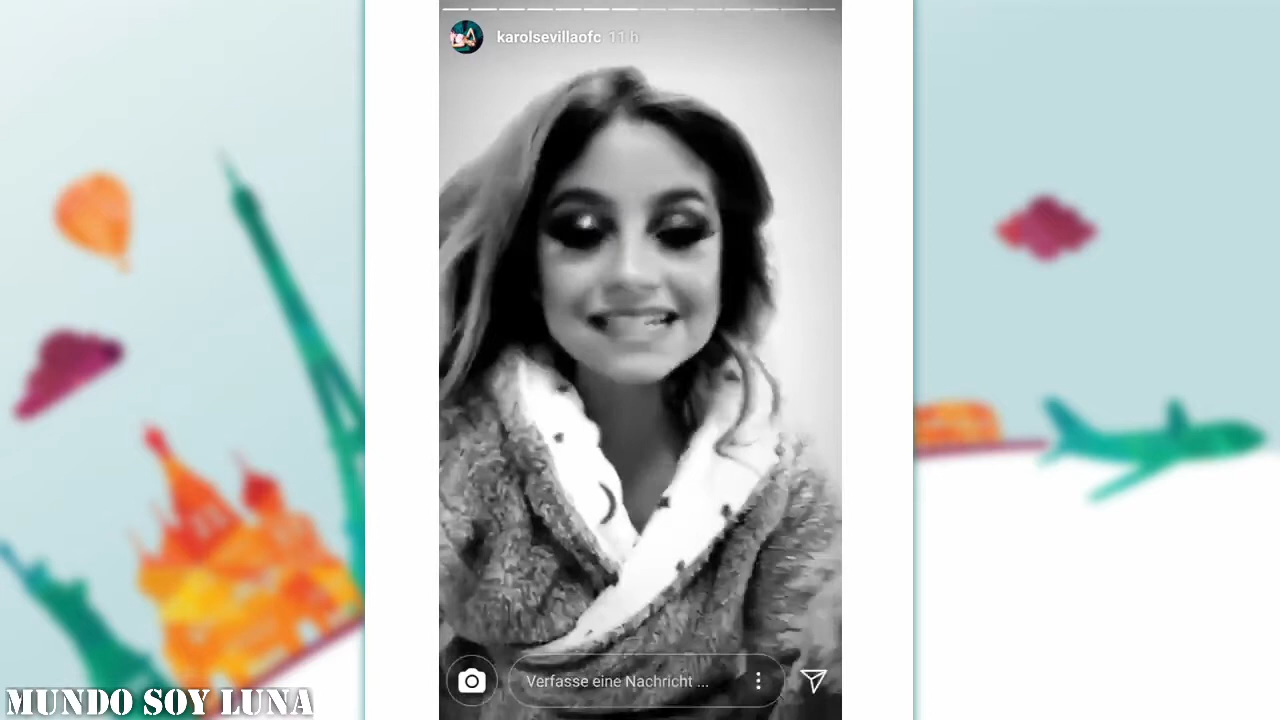 karolsevillaofc 11 h
Verfasse eine Nachricht ...
MUNDO SOY LUNA